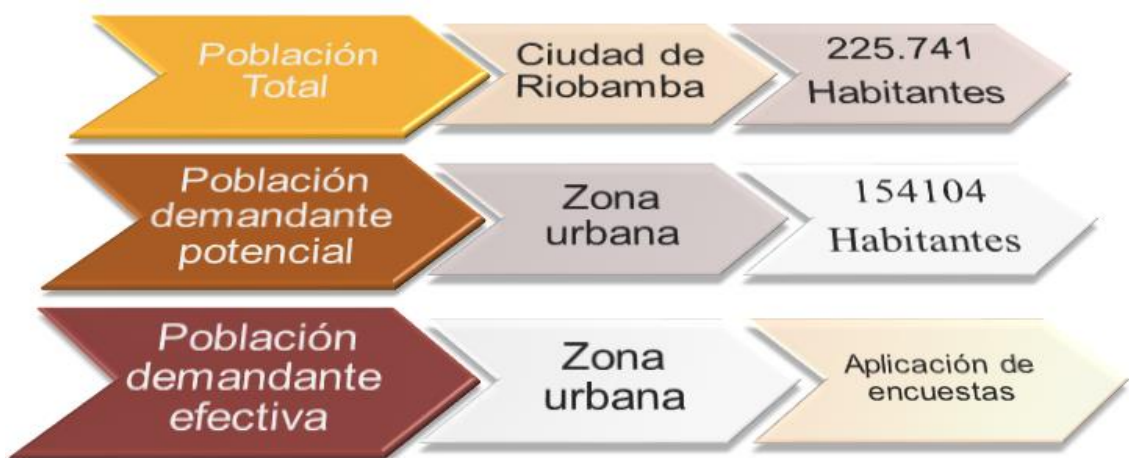 Población
Total
Ciudad de
Riobamba
225.741
Habitantes
Población
demandante
potencial
Zona
urbana
154104
Habitantes
Población
demandante
efectiva
Zona
urbana
Aplicación de
encuestas